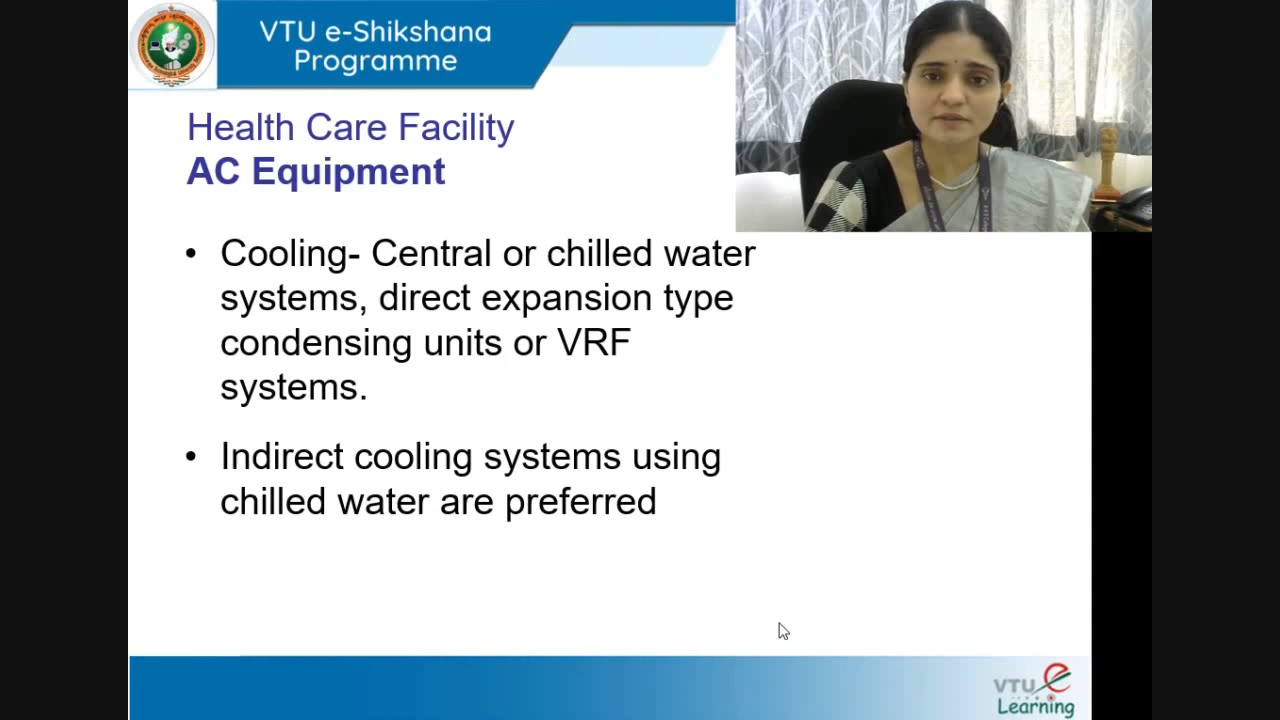 VTU e-Shikshana
Programme
Health Care Facility
AC Equipment
• Cooling- Central or chilled water
systems, direct expansion type
condensing units or VRF
systems.
• Indirect cooling systems using
chilled water are preferred
VTU e
Learning